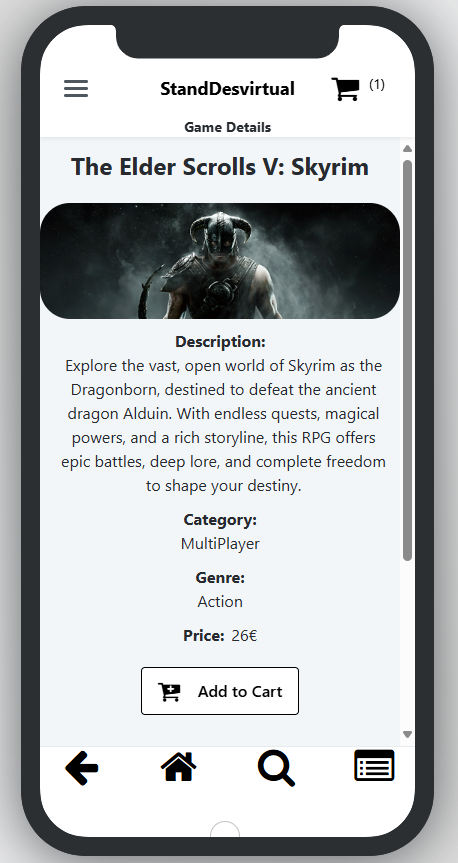 StandDesvirtual
(1)
Game Details
The Elder Scrolls V: Skyrim
Description:
Explore the vast, open world of Skyrim as the
Dragonborn, destined to defeat the ancient
dragon Alduin. With endless quests, magical
powers, and a rich storyline, this RPG offers
epic battles, deep lore, and complete freedom
to shape your destiny.
Category:
MultiPlayer
Genre:
Action
Price: 26€
Add to Cart